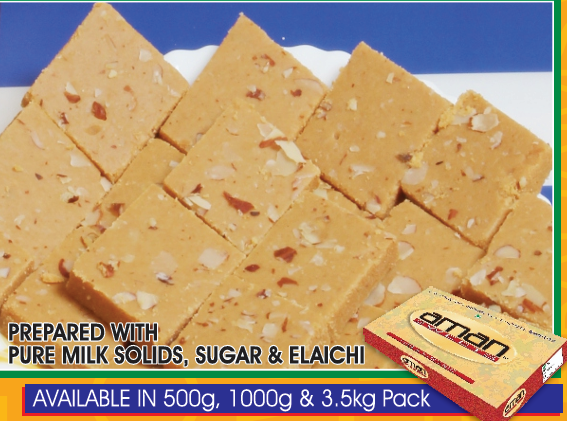 PREPARED WITH
PURE MILK SOLIDS, SUGAR & ELAICHI
aman
AVAILABLE IN 500g, 1000g & 3.5kg Pack